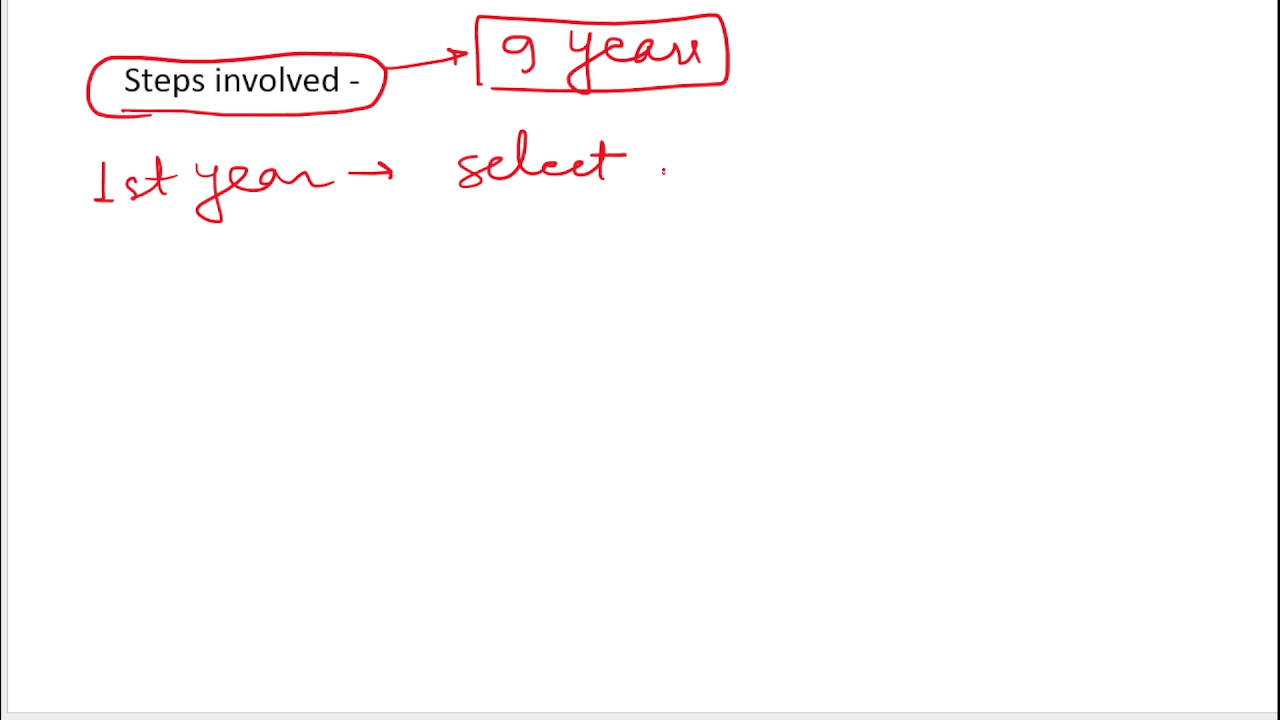 Steps involved - → 9 years
1st year → select .